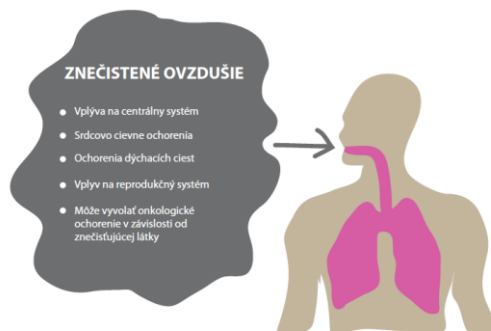 ZNEČISTENÉ OVZDUŠIE
Vplýva na centrálny systém
Srdcovo cievne ochorenia
Ochorenia dýchacích ciest
Vplyv na reprodukčný systém
Môže vyvolať onkologické
ochorenie v závislosti od
znečisťujúcej látky